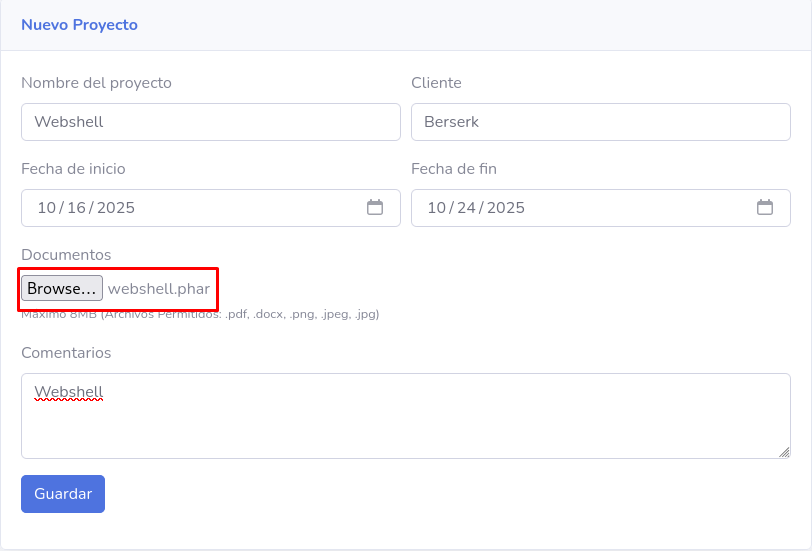 Nuevo Proyecto
Nombre del proyecto
Cliente
Webshell
Berserk
Fecha de inicio
Fecha de fin
10/16/2025
10/24/2025
Documentos
Browse... webshell.phar
Máximo 8MB (Archivos Permitidos: .pdf, .docx, .png, .jpeg, .jpg)
Comentarios
Webshell
Guardar